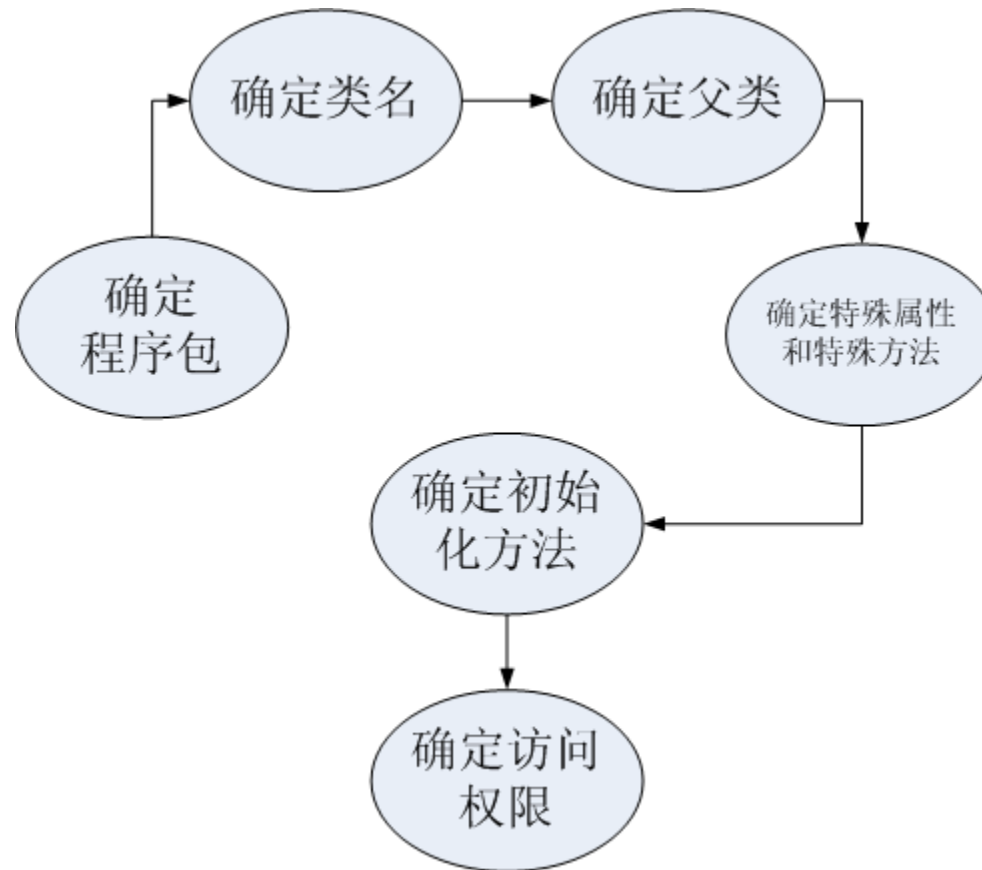 确定类名
确定父类
确定
程序包
确定特殊属性
和特殊方法
确定初始
化方法
确定访问
权限